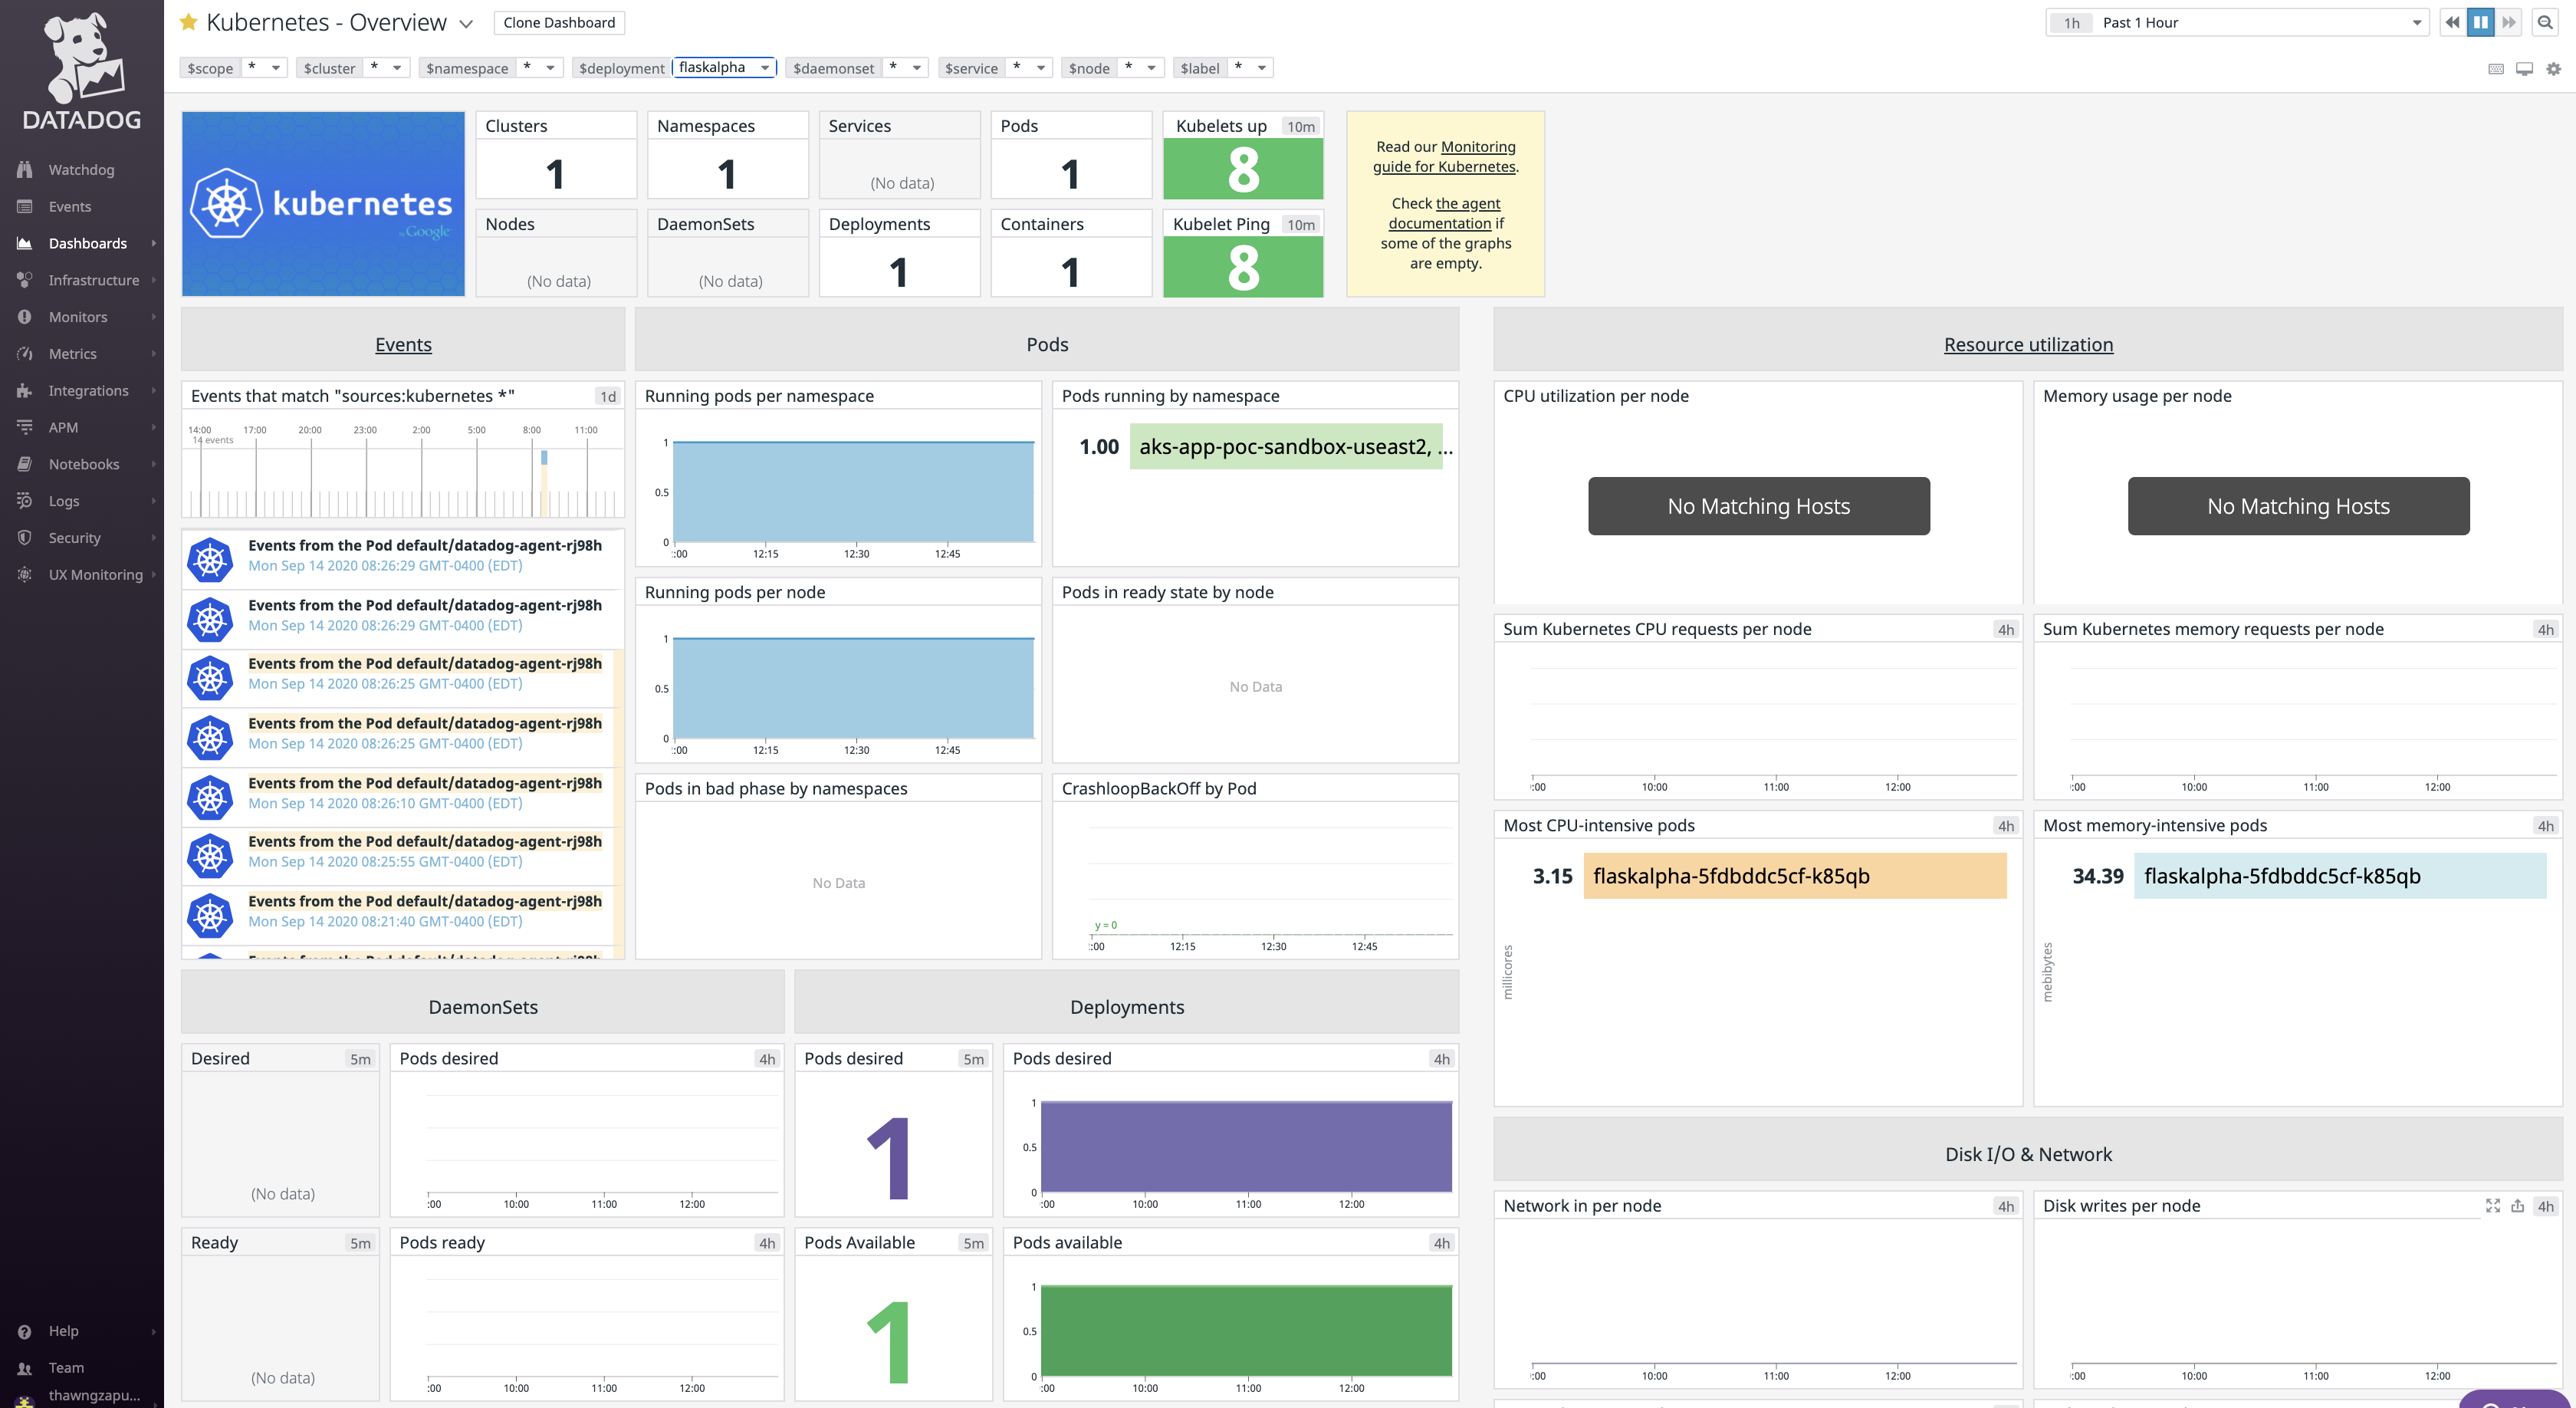 DATADOG
Watchdog
Events
Dashboards
Infrastructure
Monitors
Metrics
Integrations
APM
Notebooks
Logs
Security
UX Monitoring
Help
Team
thawngzapu...
Kubernetes - Overview
Clone Dashboard
1h Past 1 Hour
$scope * $cluster * $namespace * $deployment flaskalpha $daemonset * $service * $node * $label *
kubernetes
by Google
Clusters
1
Namespaces
1
Services
(No data)
Pods
1
Kubelets up 10m
8
Nodes
(No data)
DaemonSets
(No data)
Deployments
1
Containers
1
Kubelet Ping 10m
8
Read our Monitoring
guide for Kubernetes.
Check the agent
documentation if
some of the graphs
are empty.
Events
Events that match "sources:kubernetes *" 1d
14:00 17:00 20:00 23:00 2:00 5:00 8:00 11:00
14 events
Events from the Pod default/datadog-agent-rj98h
Mon Sep 14 2020 08:26:29 GMT-0400 (EDT)
Events from the Pod default/datadog-agent-rj98h
Mon Sep 14 2020 08:26:29 GMT-0400 (EDT)
Events from the Pod default/datadog-agent-rj98h
Mon Sep 14 2020 08:26:25 GMT-0400 (EDT)
Events from the Pod default/datadog-agent-rj98h
Mon Sep 14 2020 08:26:25 GMT-0400 (EDT)
Events from the Pod default/datadog-agent-rj98h
Mon Sep 14 2020 08:26:10 GMT-0400 (EDT)
Events from the Pod default/datadog-agent-rj98h
Mon Sep 14 2020 08:25:55 GMT-0400 (EDT)
Events from the Pod default/datadog-agent-rj98h
Mon Sep 14 2020 08:21:40 GMT-0400 (EDT)
Pods
Running pods per namespace
1
0.5
0
:00 12:15 12:30 12:45
Pods running by namespace
1.00 aks-app-poc-sandbox-useast2, ...
Running pods per node
1
0.5
0
:00 12:15 12:30 12:45
Pods in ready state by node
No Data
Pods in bad phase by namespaces
No Data
CrashloopBackOff by Pod
y = 0
:00 12:15 12:30 12:45
DaemonSets
Desired 5m
(No data)
Pods desired 4h
:00 10:00 11:00 12:00
Ready 5m
(No data)
Pods ready 4h
:00 10:00 11:00 12:00
Deployments
Pods desired 5m
1
Pods desired 4h
1
0.5
0
:00 10:00 11:00 12:00
Pods Available 5m
1
Pods available 4h
1
0.5
0
:00 10:00 11:00 12:00
Resource utilization
CPU utilization per node
No Matching Hosts
Memory usage per node
No Matching Hosts
Sum Kubernetes CPU requests per node 4h
:00 10:00 11:00 12:00
Sum Kubernetes memory requests per node 4h
:00 10:00 11:00 12:00
Most CPU-intensive pods 4h
3.15 flaskalpha-5fdbddc5cf-k85qb
millicores
Most memory-intensive pods 4h
34.39 flaskalpha-5fdbddc5cf-k85qb
mebibytes
Disk I/O & Network
Network in per node 4h
:00 10:00 11:00 12:00
Disk writes per node 4h
:00 10:00 11:00 12:00